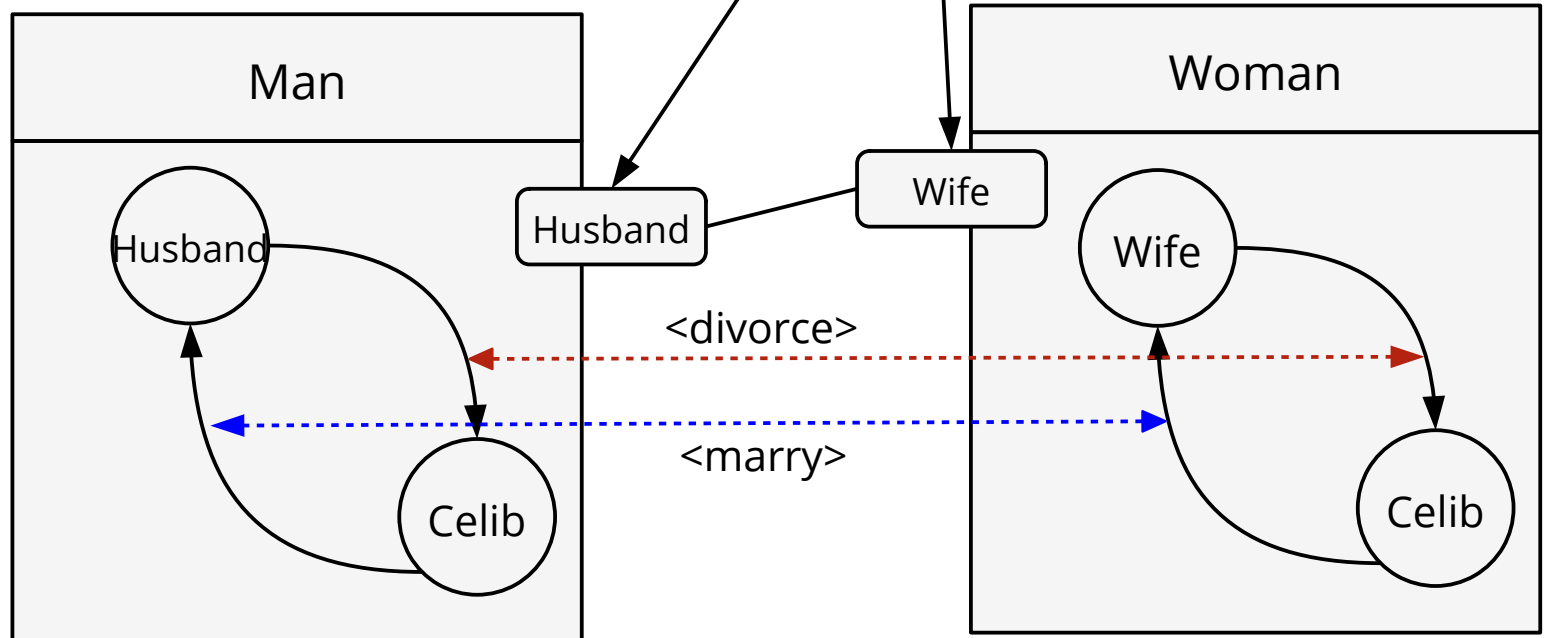 Man
Woman
Husband
Husband
Wife
Wife
<divorce>
<marry>
Celib
Celib